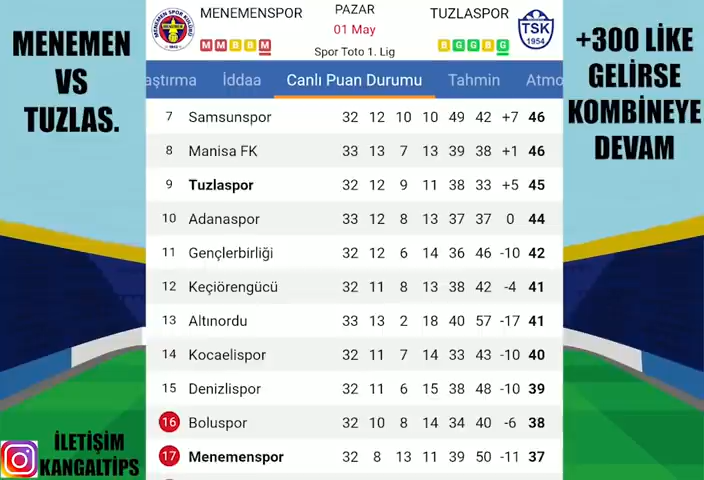 MENEMEN
VS
TUZLAS.
MENEMENSPOR
PAZAR
01 May
TUZLASPOR
M M B B M
Spor Toto 1. Lig
B G G B G
TSK
1954
+300 LİKE
GELİRSE
KOMBİNEYE
DEVAM
aştırma İddaa Canlı Puan Durumu Tahmin Atmo
7 Samsunspor 32 12 10 10 49 42 +7 46
8 Manisa FK 33 13 7 13 39 38 +1 46
9 Tuzlaspor 32 12 9 11 38 33 +5 45
10 Adanaspor 33 12 8 13 37 37 0 44
11 Gençlerbirliği 32 12 6 14 36 46 -10 42
12 Keçiörengücü 32 11 8 13 38 42 -4 41
13 Altınordu 33 13 2 18 40 57 -17 41
14 Kocaelispor 32 11 7 14 33 43 -10 40
15 Denizlispor 32 11 6 15 38 48 -10 39
16 Boluspor 32 10 8 14 34 40 -6 38
17 Menemenspor 32 8 13 11 39 50 -11 37
İLETİŞİM
KANGALTİPS